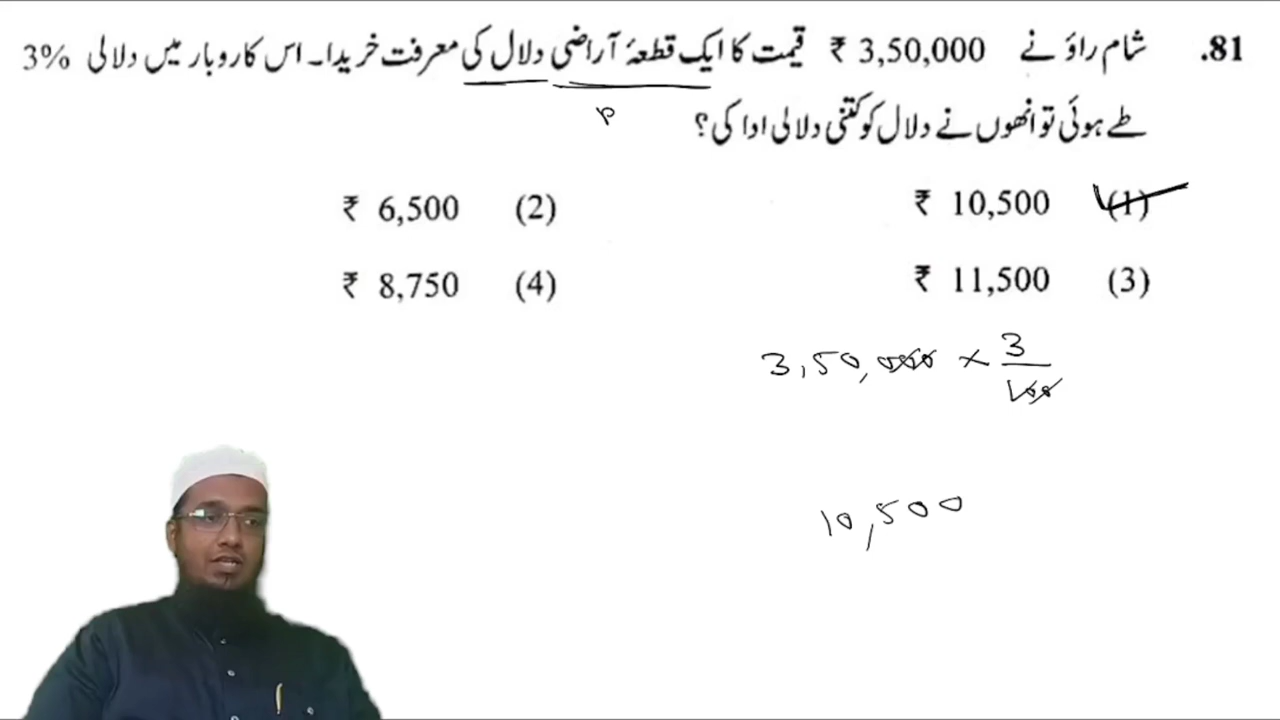 81. شام راؤ نے ₹ 3,50,000 قیمت کا ایک قطعۂ آراضی دلال کی معرفت خریدا۔ اس کاروبار میں دلالی 3%
طے ہوئی تو انھوں نے دلال کو کتنی دلالی ادا کی؟
(1) ₹ 10,500 (2) ₹ 6,500
(3) ₹ 11,500 (4) ₹ 8,750
3,50,000 × 3
100
10,500